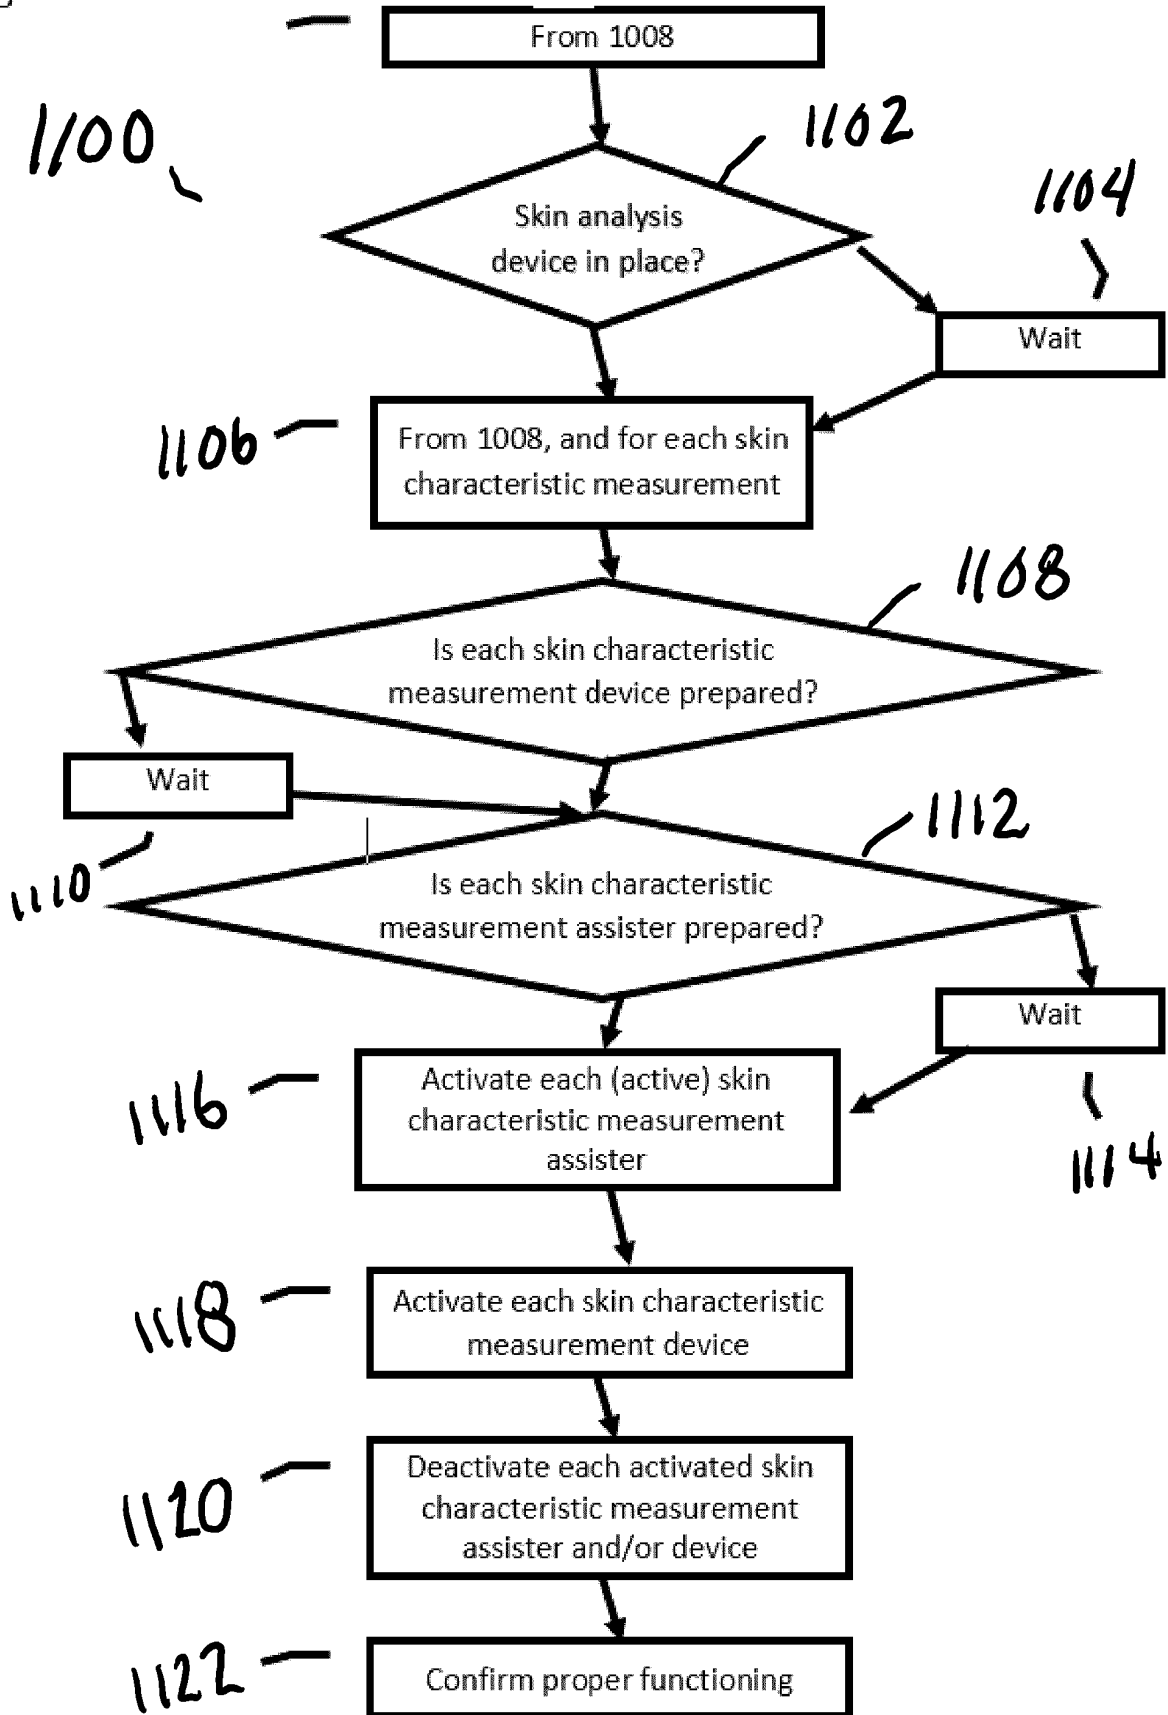 From 1008
1100
1102
Skin analysis
device in place?
1104
Wait
1106
From 1008, and for each skin
characteristic measurement
1108
Is each skin characteristic
measurement device prepared?
Wait
1110
1112
Is each skin characteristic
measurement assister prepared?
Wait
1114
1116
Activate each (active) skin
characteristic measurement
assister
1118
Activate each skin characteristic
measurement device
1120
Deactivate each activated skin
characteristic measurement
assister and/or device
1122
Confirm proper functioning